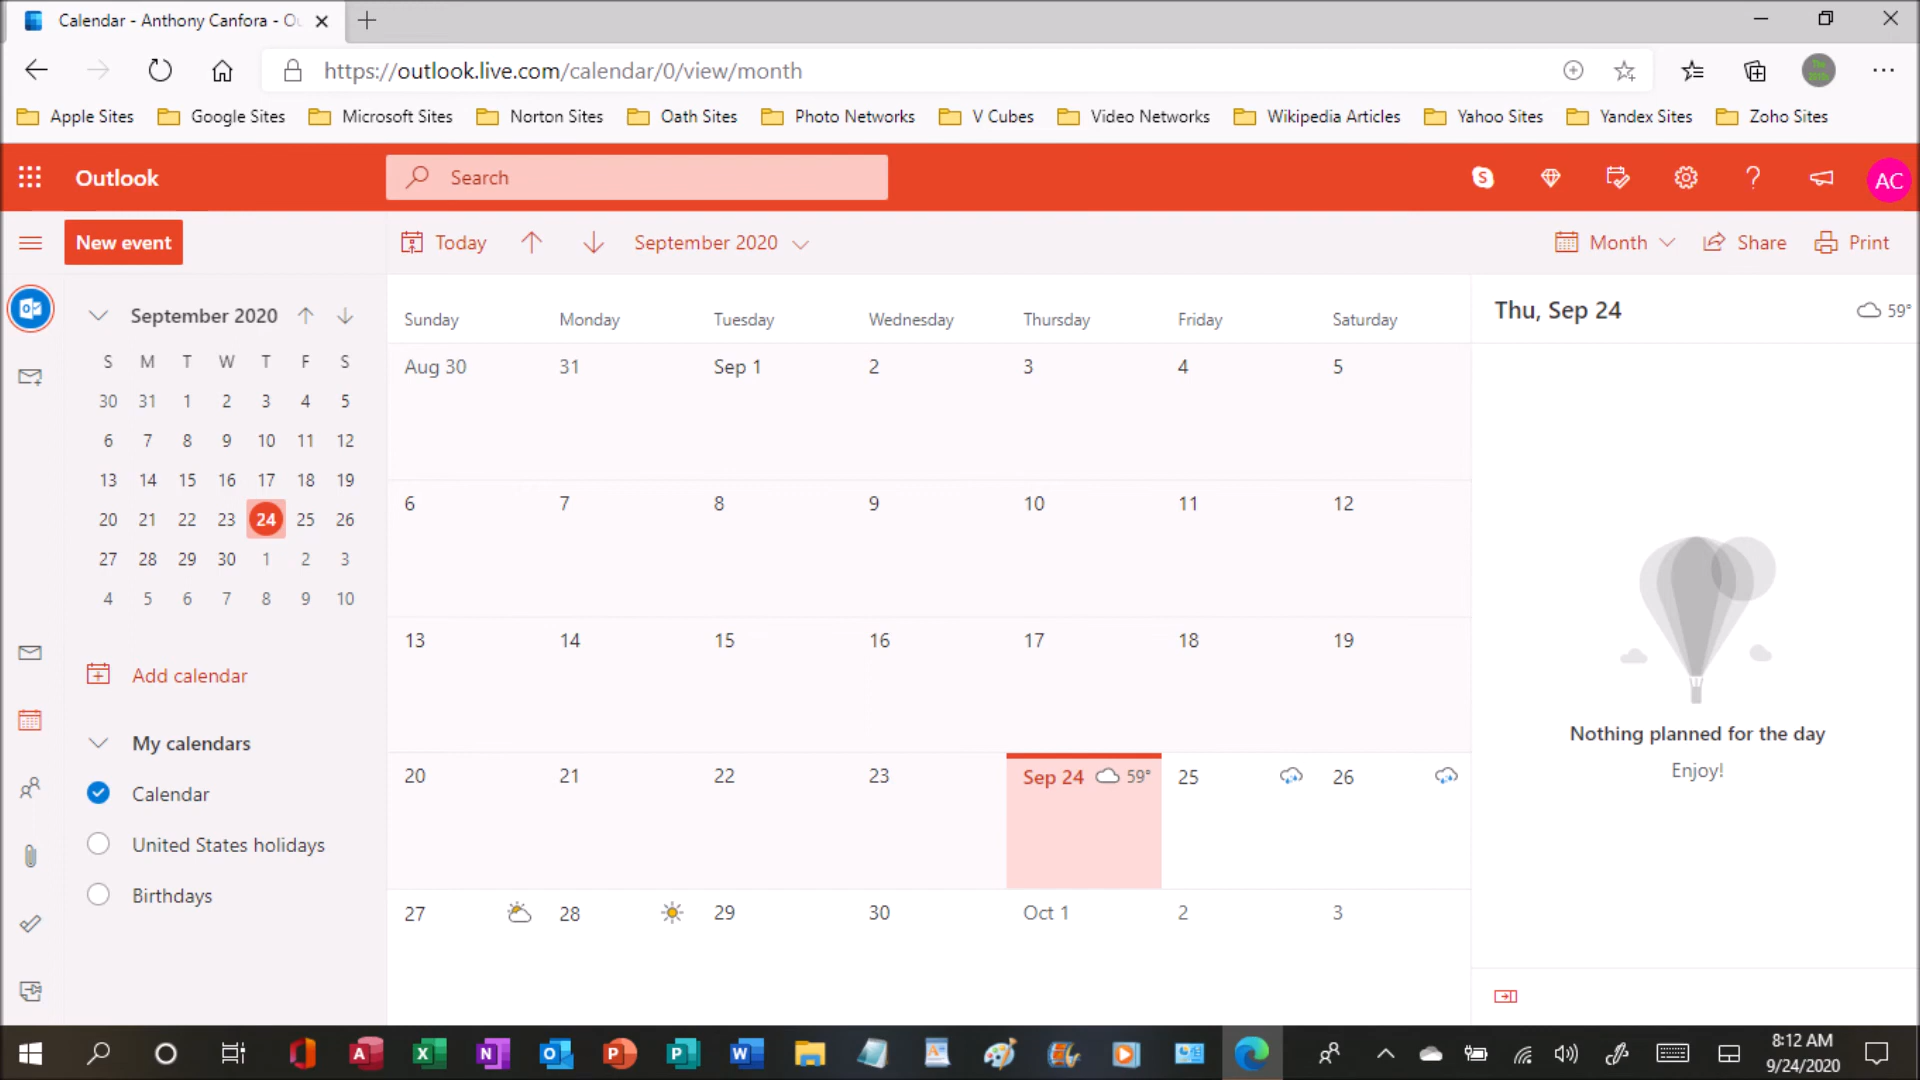 Calendar - Anthony Canfora - Ou
https://outlook.live.com/calendar/0/view/month
Apple Sites Google Sites Microsoft Sites Norton Sites Oath Sites Photo Networks V Cubes Video Networks Wikipedia Articles Yahoo Sites Yandex Sites Zoho Sites
Outlook Search AC
New event Today September 2020 Month Share Print
September 2020
S M T W T F S
30 31 1 2 3 4 5
6 7 8 9 10 11 12
13 14 15 16 17 18 19
20 21 22 23 24 25 26
27 28 29 30 1 2 3
4 5 6 7 8 9 10
Add calendar
My calendars
Calendar
United States holidays
Birthdays
Sunday Monday Tuesday Wednesday Thursday Friday Saturday
Aug 30 31 Sep 1 2 3 4 5
6 7 8 9 10 11 12
13 14 15 16 17 18 19
20 21 22 23 Sep 24 59° 25 26
27 28 29 30 Oct 1 2 3
Thu, Sep 24 59°
Nothing planned for the day
Enjoy!
8:12 AM
9/24/2020